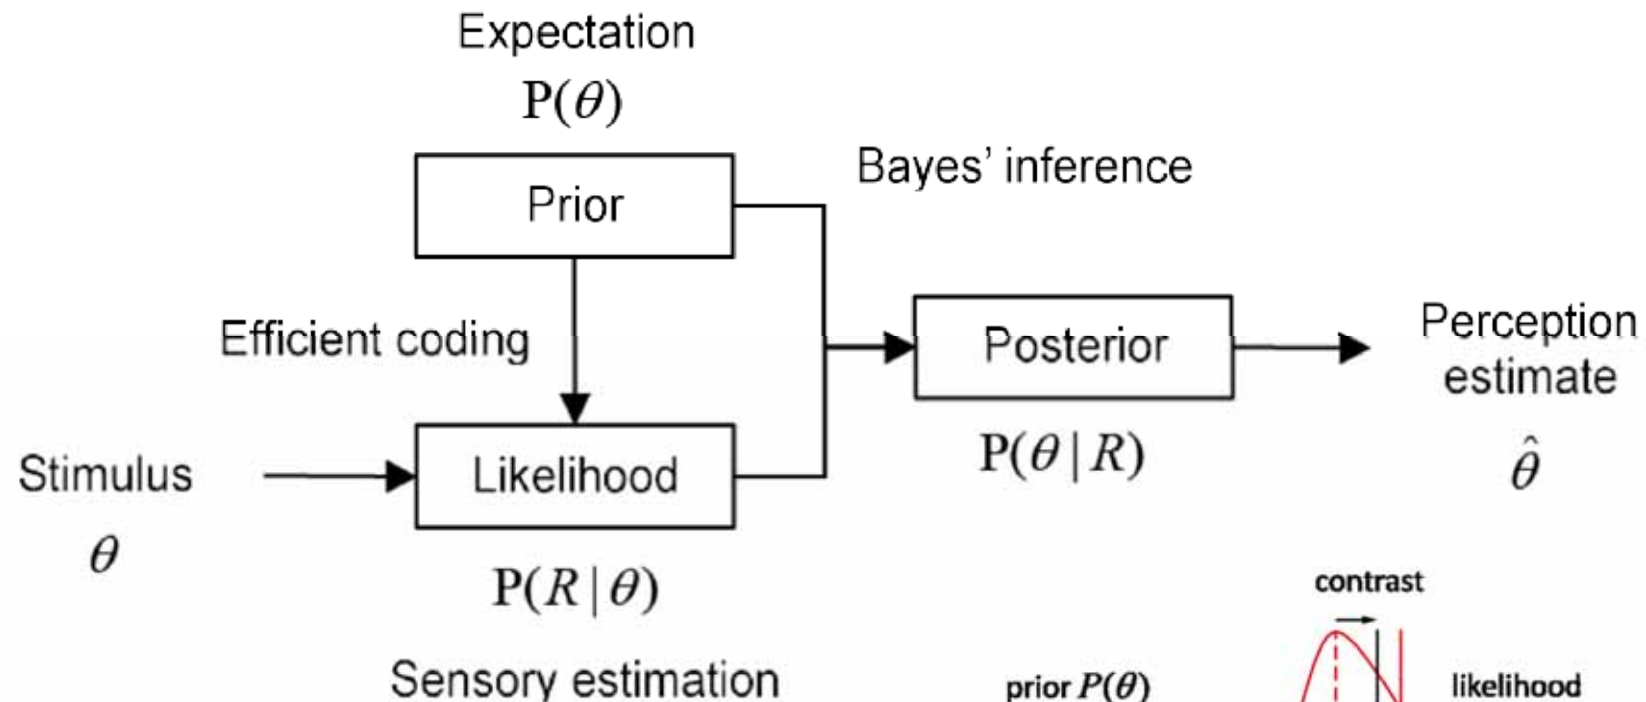 Expectation
P(θ)
Prior
Bayes' inference
Efficient coding
Posterior
Perception
estimate
P(θ | R)
θ̂
Stimulus
θ
Likelihood
P(R | θ)
Sensory estimation
contrast
prior P(θ)
likelihood